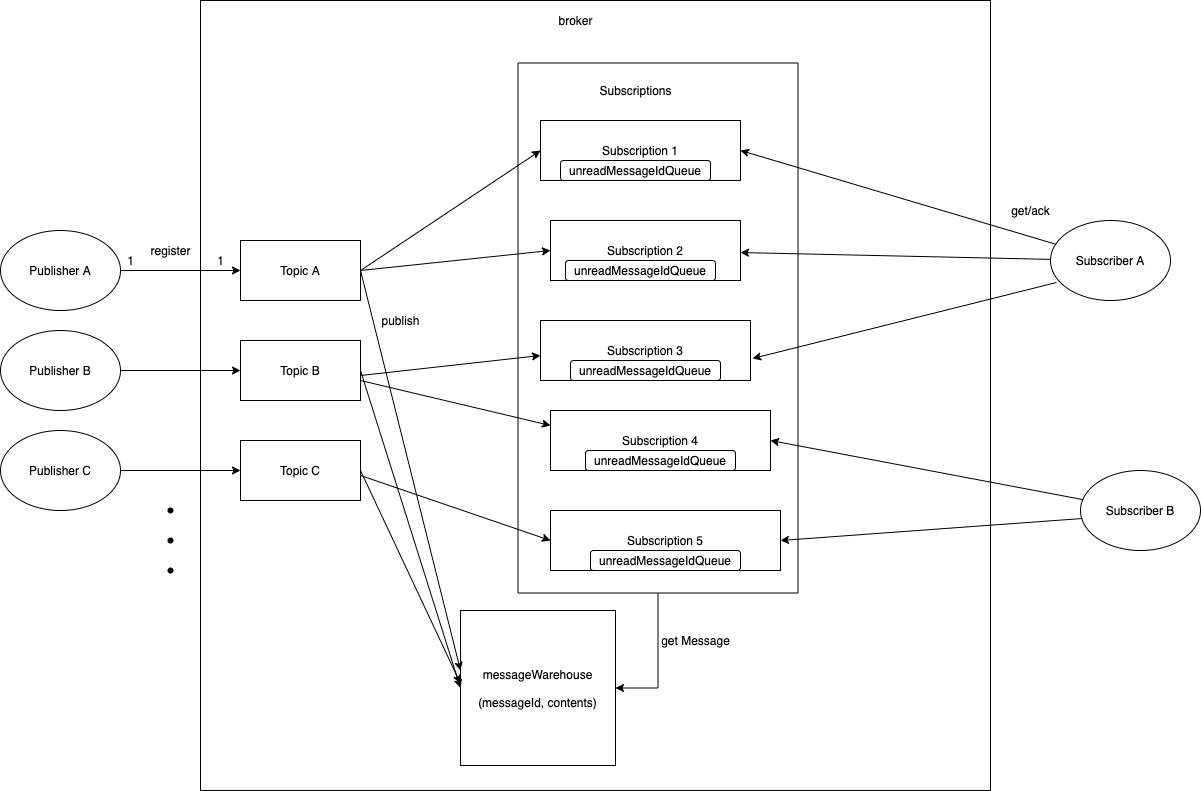 broker
Subscriptions
Subscription 1
unreadMessageIdQueue
get/ack
Publisher A
1
register
1
Topic A
Subscription 2
unreadMessageIdQueue
Subscriber A
publish
Publisher B
Topic B
Subscription 3
unreadMessageIdQueue
Publisher C
Topic C
Subscription 4
unreadMessageIdQueue
Subscriber B
Subscription 5
unreadMessageIdQueue
get Message
messageWarehouse
(messageId, contents)